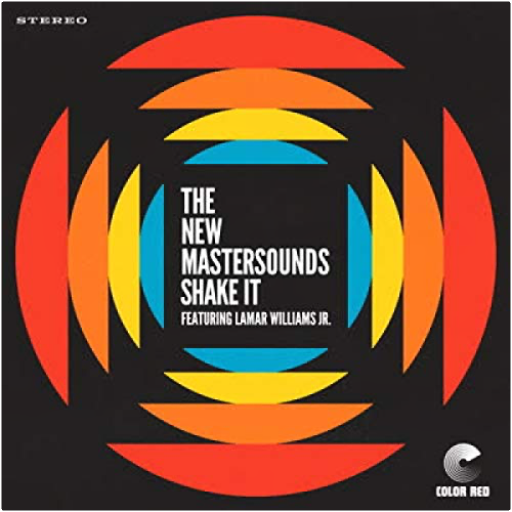 STEREO
THE
NEW
MASTERSOUNDS
SHAKE IT
FEATURING LAMAR WILLIAMS JR.
COLOR RED